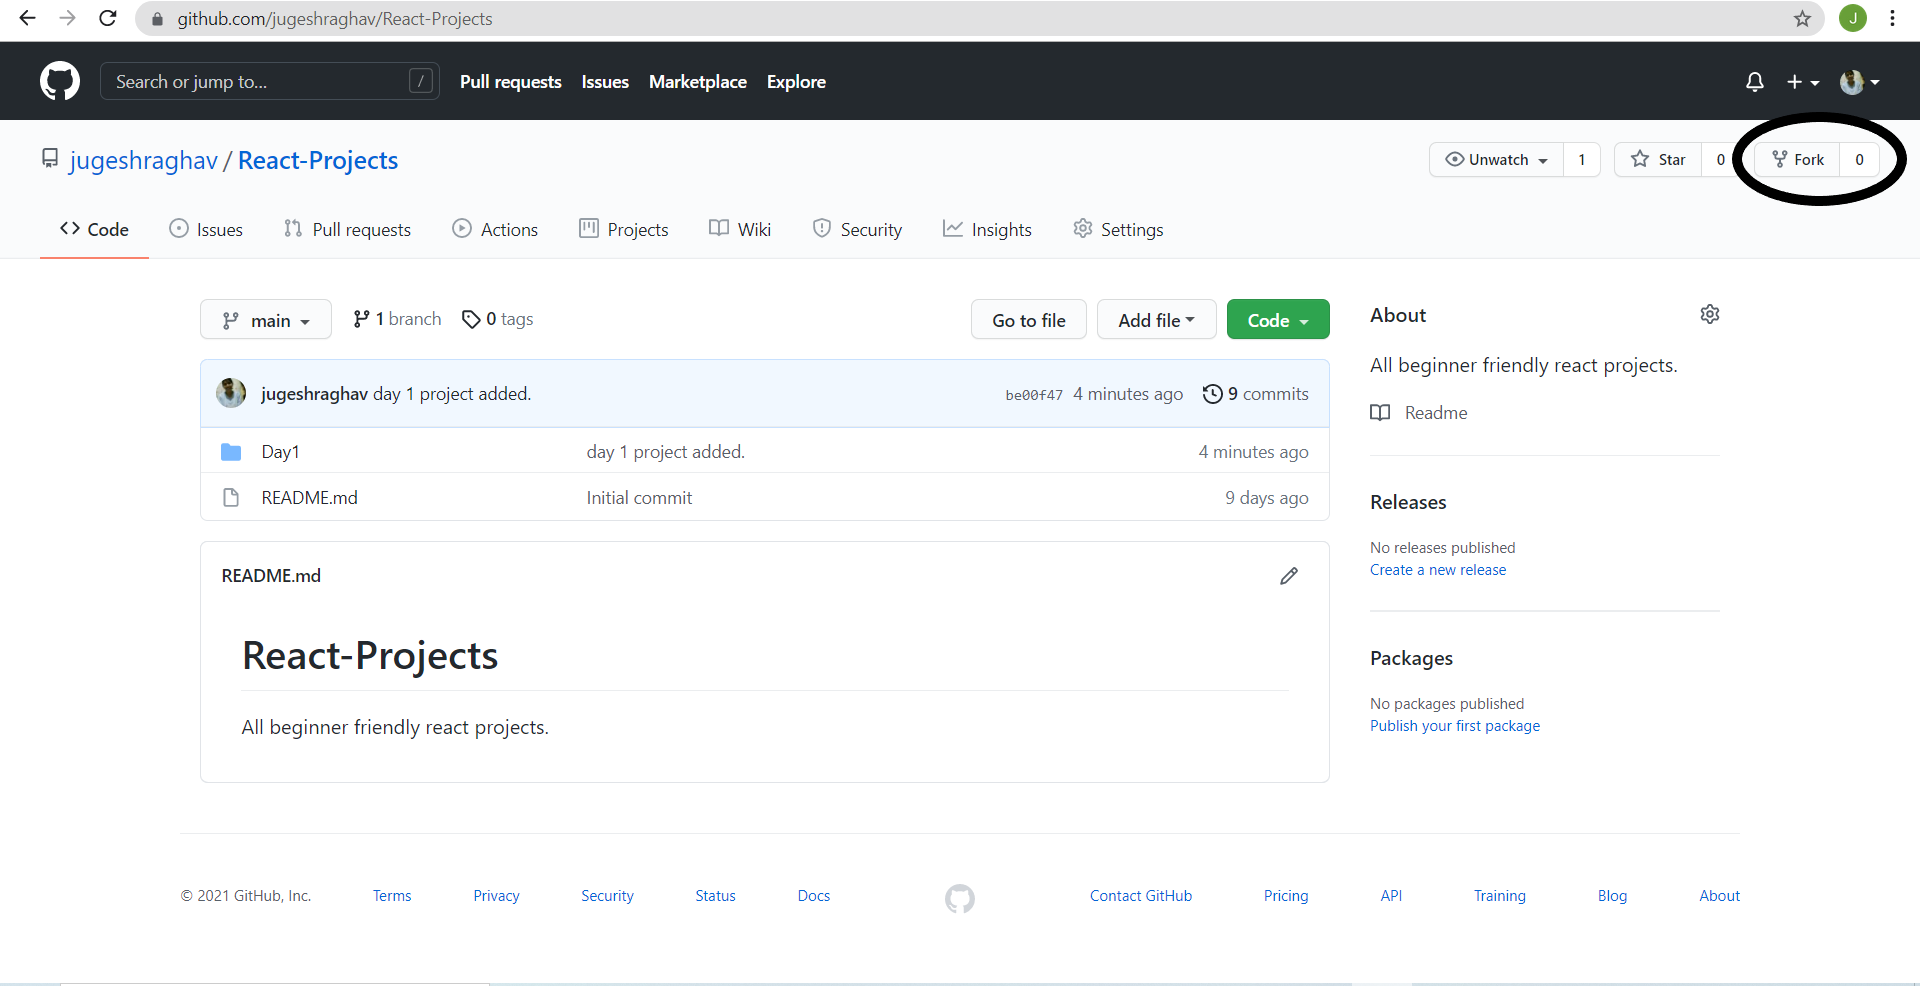 github.com/jugeshraghav/React-Projects
J
Search or jump to... /
Pull requests Issues Marketplace Explore
jugeshraghav / React-Projects
Unwatch 1 Star 0 Fork 0
Code Issues Pull requests Actions Projects Wiki Security Insights Settings
main 1 branch 0 tags Go to file Add file Code
jugeshraghav day 1 project added. be00f47 4 minutes ago 9 commits
Day1 day 1 project added. 4 minutes ago
README.md Initial commit 9 days ago
README.md
React-Projects
All beginner friendly react projects.
About
All beginner friendly react projects.
Readme
Releases
No releases published
Create a new release
Packages
No packages published
Publish your first package
© 2021 GitHub, Inc. Terms Privacy Security Status Docs Contact GitHub Pricing API Training Blog About